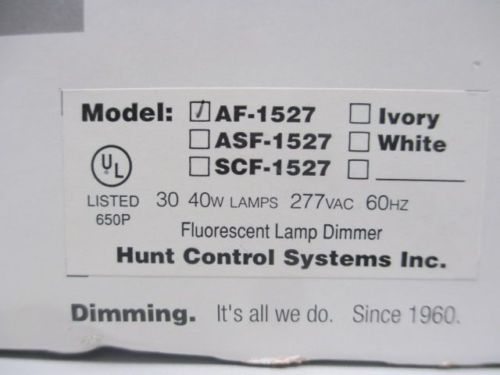 Model: ☑ AF-1527 ☐ Ivory
☐ ASF-1527 ☐ White
☐ SCF-1527 ☐ ________
UL
LISTED 30 40W LAMPS 277VAC 60HZ
650P
Fluorescent Lamp Dimmer
Hunt Control Systems Inc.
Dimming. It's all we do. Since 1960.